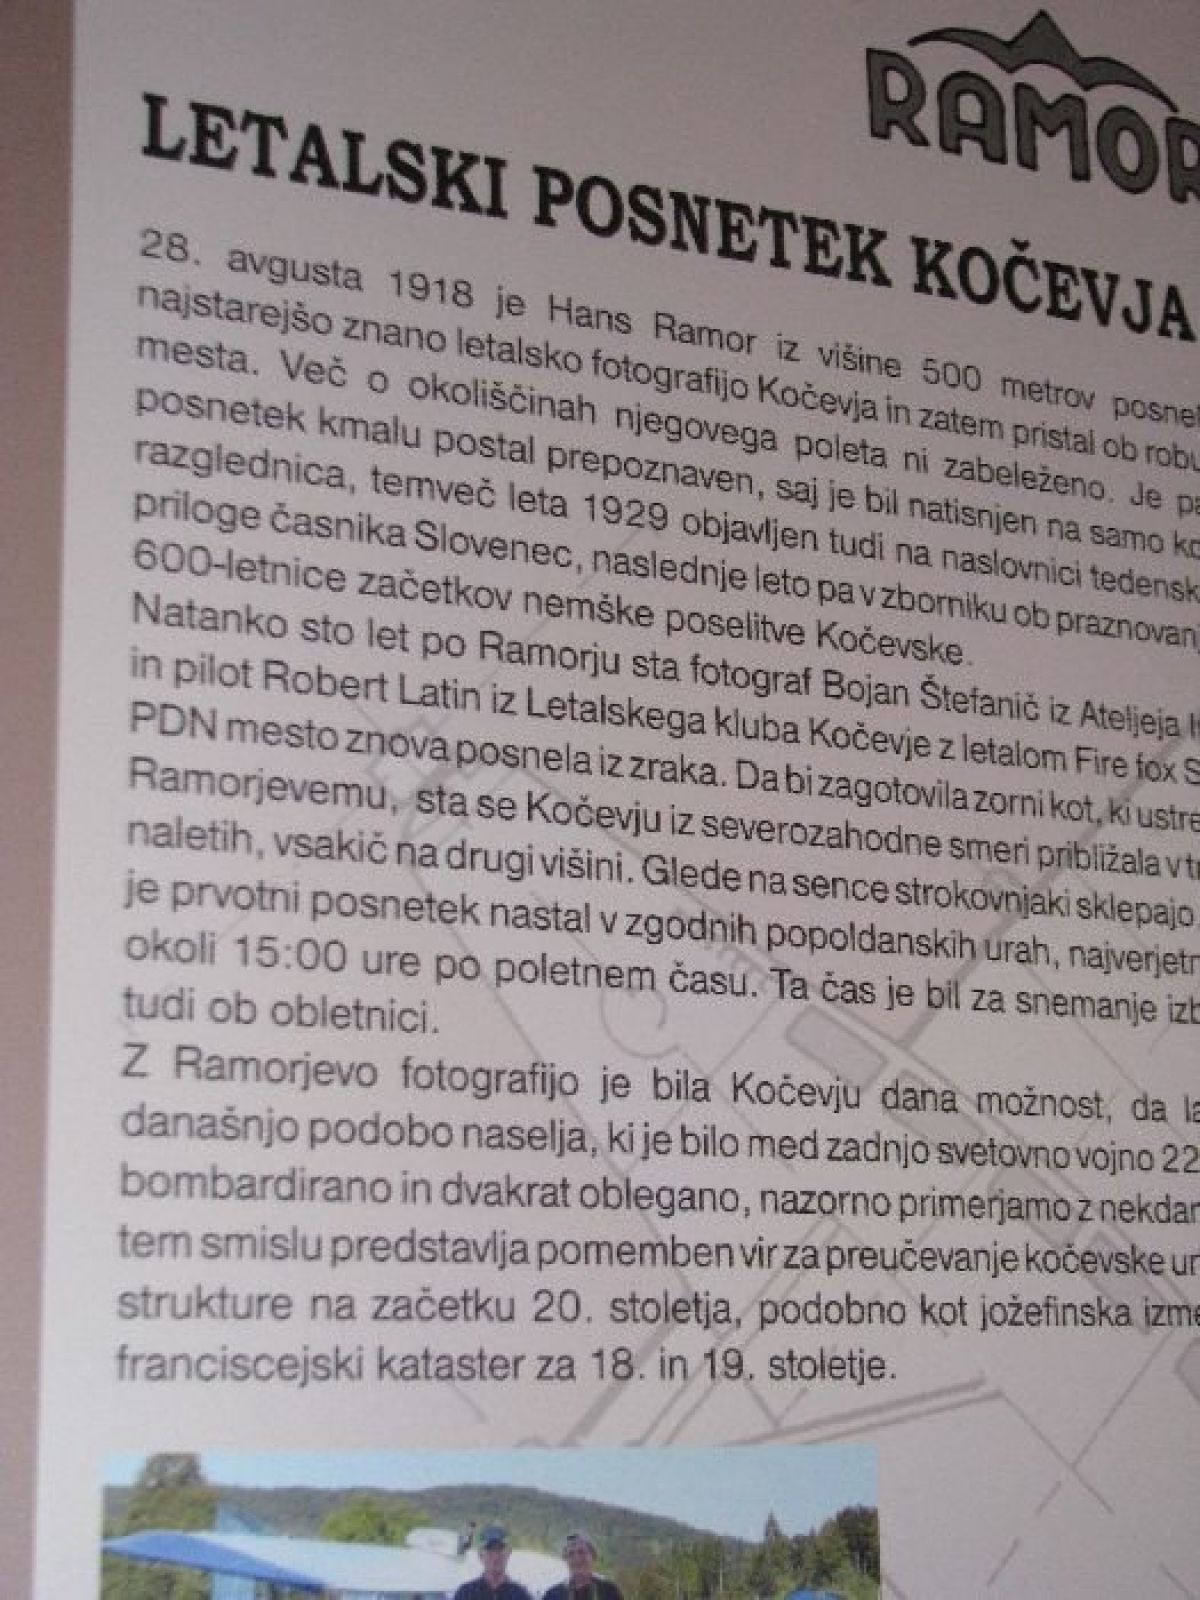 RAMOR
LETALSKI POSNETEK KOČEVJA
28. avgusta 1918 je Hans Ramor iz višine 500 metrov
najstarejšo znano letalsko fotografijo Kočevja in zatem pristal ob
mesta. Več o okoliščinah njegovega poleta ni zabeleženo. Je
posnetek kmalu postal prepoznaven, saj je bil natisnjen na samo
razglednica, temveč leta 1929 objavljen tudi na naslovnici
priloge časnika Slovenec, naslednje leto pa v zborniku ob
600-letnice začetkov nemške poselitve Kočevske.
Natanko sto let po Ramorju sta fotograf Bojan Štefanič iz Ateljeja
in pilot Robert Latin iz Letalskega kluba Kočevje z letalom Fire fox
PDN mesto znova posnela iz zraka. Da bi zagotovila zorni kot, ki
Ramorjevemu, sta se Kočevju iz severozahodne smeri približala v
naletih, vsakič na drugi višini. Glede na sence strokovnjaki sklepajo,
je prvotni posnetek nastal v zgodnih popoldanskih urah,
okoli 15:00 ure po poletnem času. Ta čas je bil za snemanje
tudi ob obletnici.
Z Ramorjevo fotografijo je bila Kočevju dana možnost, da
današnjo podobo naselja, ki je bilo med zadnjo svetovno vojno
bombardirano in dvakrat oblegano, nazorno primerjamo z
tem smislu predstavlja pomemben vir za preučevanje kočevske
strukture na začetku 20. stoletja, podobno kot jožefinska
franciscejski kataster za 18. in 19. stoletje.